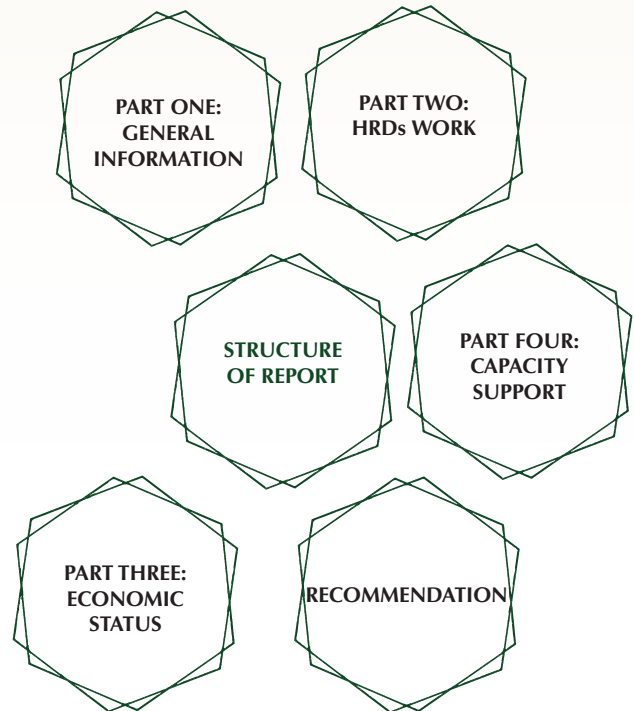 PART ONE:
GENERAL
INFORMATION
PART TWO:
HRDs WORK
STRUCTURE
OF REPORT
PART FOUR:
CAPACITY
SUPPORT
PART THREE:
ECONOMIC
STATUS
RECOMMENDATION